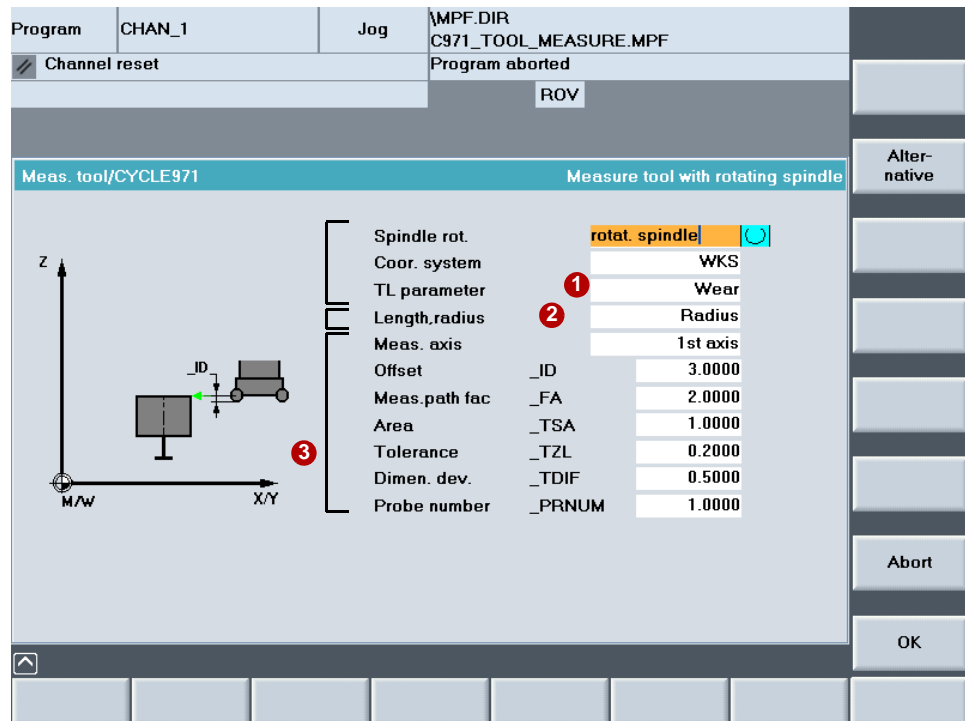 Program CHAN_1 Jog \MPF.DIR
C971_TOOL_MEASURE.MPF
Channel reset Program aborted
ROV
Alter-
native
Meas. tool/CYCLE971 Measure tool with rotating spindle
Spindle rot. rotat. spindle
Coor. system WKS
TL parameter 1 Wear
Length,radius 2 Radius
Meas. axis 1st axis
Offset _ID 3.0000
Meas.path fac _FA 2.0000
Area _TSA 1.0000
3 Tolerance _TZL 0.2000
Dimen. dev. _TDIF 0.5000
Probe number _PRNUM 1.0000
Z
_ID
M/W X/Y
Abort
OK